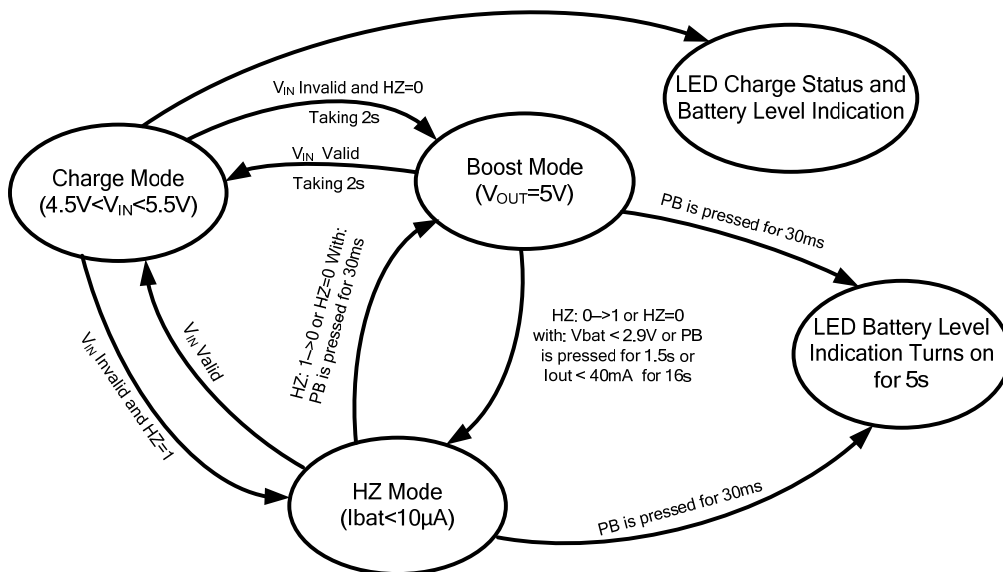 LED Charge Status and
Battery Level Indication
V_IN Invalid and HZ=0
Taking 2s
V_IN Valid
Taking 2s
Charge Mode
(4.5V<V_IN<5.5V)
Boost Mode
(V_OUT=5V)
PB is pressed for 30ms
HZ: 1–>0 or HZ=0 With:
PB is pressed for 30ms
HZ: 0–>1 or HZ=0
with: Vbat < 2.9V or PB
is pressed for 1.5s or
Iout < 40mA for 16s
LED Battery Level
Indication Turns on
for 5s
V_IN Valid
V_IN Invalid and HZ=1
HZ Mode
(Ibat<10µA)
PB is pressed for 30ms